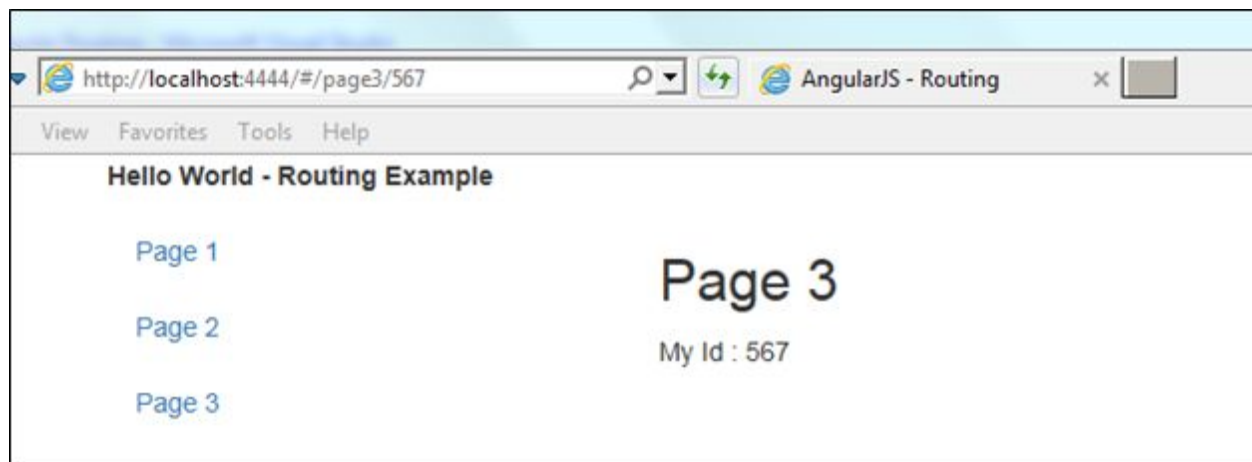 http://localhost:4444/#/page3/567
AngularJS - Routing
View Favorites Tools Help
Hello World - Routing Example
Page 1
Page 2
Page 3
Page 3
My Id : 567